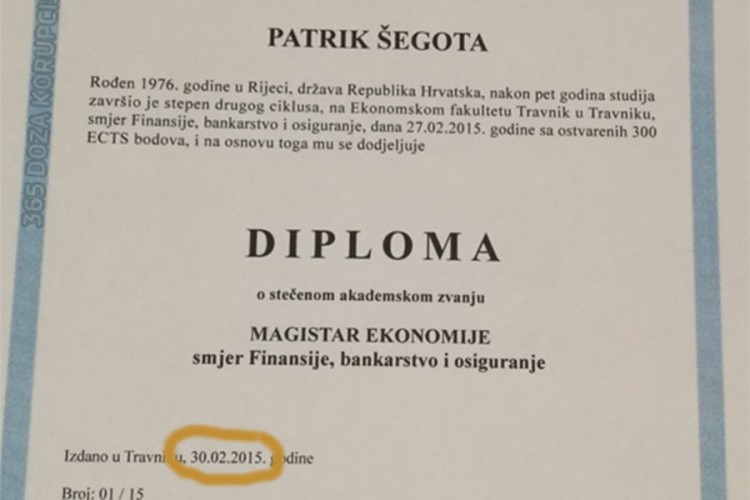 365 DOZA KORUPCIJ
PATRIK ŠEGOTA
Rođen 1976. godine u Rijeci, država Republika Hrvatska, nakon pet godina studija
završio je stepen drugog ciklusa, na Ekonomskom fakultetu Travnik u Travniku,
smjer Finansije, bankarstvo i osiguranje, dana 27.02.2015. godine sa ostvarenih 300
ECTS bodova, i na osnovu toga mu se dodjeljuje
DIPLOMA
o stečenom akademskom zvanju
MAGISTAR EKONOMIJE
smjer Finansije, bankarstvo i osiguranje
Izdano u Travniku, 30.02.2015. godine
Broj: 01 / 15